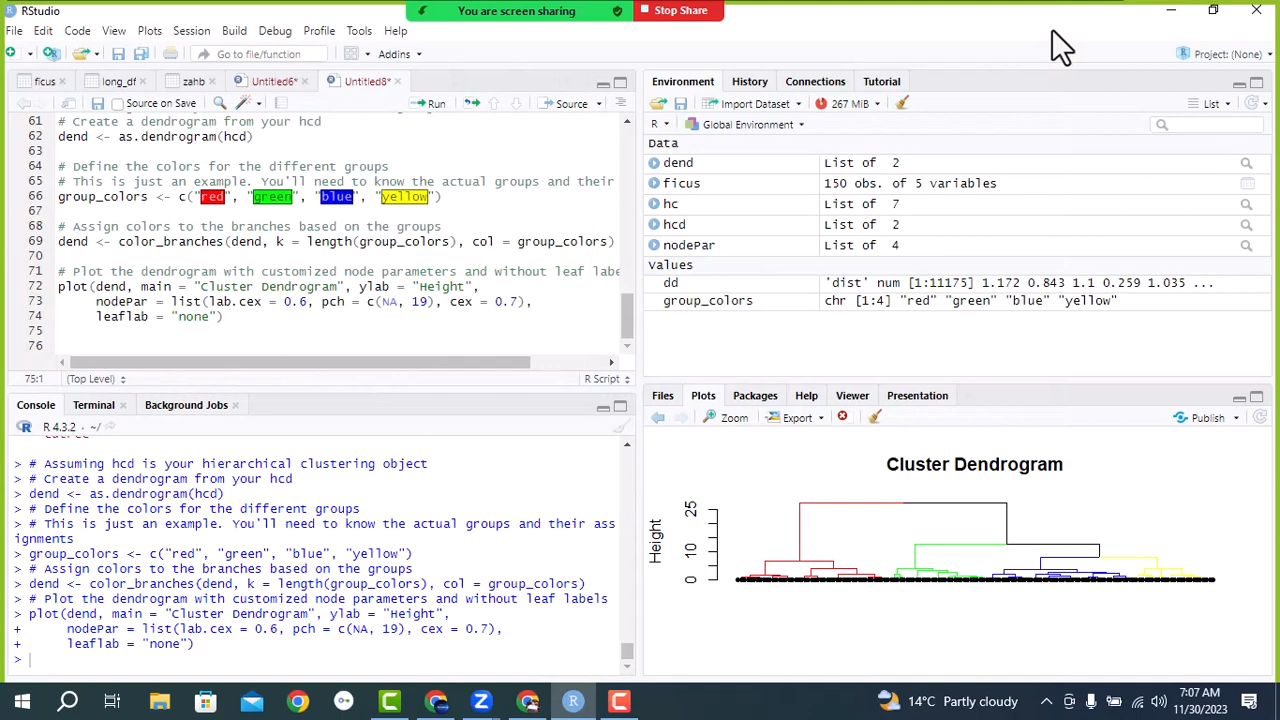 RStudio
You are screen sharing
Stop Share
File Edit Code View Plots Session Build Debug Profile Tools Help
Go to file/function
Addins
Project: (None)
ficus
long_df
zahb
Untitled6*
Untitled8*
Source on Save
Run
Source
61 # Create a dendrogram from your hcd
62 dend <- as.dendrogram(hcd)
63
64 # Define the colors for the different groups
65 # This is just an example. You'll need to know the actual groups and their
66 group_colors <- c("red", "green", "blue", "yellow")
67
68 # Assign colors to the branches based on the groups
69 dend <- color_branches(dend, k = length(group_colors), col = group_colors)
70
71 # Plot the dendrogram with customized node parameters and without leaf labe
72 plot(dend, main = "Cluster Dendrogram", ylab = "Height",
73 nodePar = list(lab.cex = 0.6, pch = c(NA, 19), cex = 0.7),
74 leaflab = "none")
75
76
75:1 (Top Level) R Script
Console Terminal Background Jobs
R 4.3.2 · ~/
> # Assuming hcd is your hierarchical clustering object
> # Create a dendrogram from your hcd
> dend <- as.dendrogram(hcd)
> # Define the colors for the different groups
> # This is just an example. You'll need to know the actual groups and their ass
ignments
> group_colors <- c("red", "green", "blue", "yellow")
> # Assign colors to the branches based on the groups
> dend <- color_branches(dend, k = length(group_colors), col = group_colors)
> # Plot the dendrogram with customized node parameters and without leaf labels
> plot(dend, main = "Cluster Dendrogram", ylab = "Height",
+ nodePar = list(lab.cex = 0.6, pch = c(NA, 19), cex = 0.7),
+ leaflab = "none")
>
Environment History Connections Tutorial
Import Dataset 267 MiB List
R Global Environment
Data
dend List of 2
ficus 150 obs. of 5 variables
hc List of 7
hcd List of 2
nodePar List of 4
Values
dd 'dist' num [1:11175] 1.172 0.843 1.1 0.259 1.035 ...
group_colors chr [1:4] "red" "green" "blue" "yellow"
Files Plots Packages Help Viewer Presentation
Zoom Export Publish
Cluster Dendrogram
Height
25
10
0
14°C Partly cloudy
7:07 AM
11/30/2023